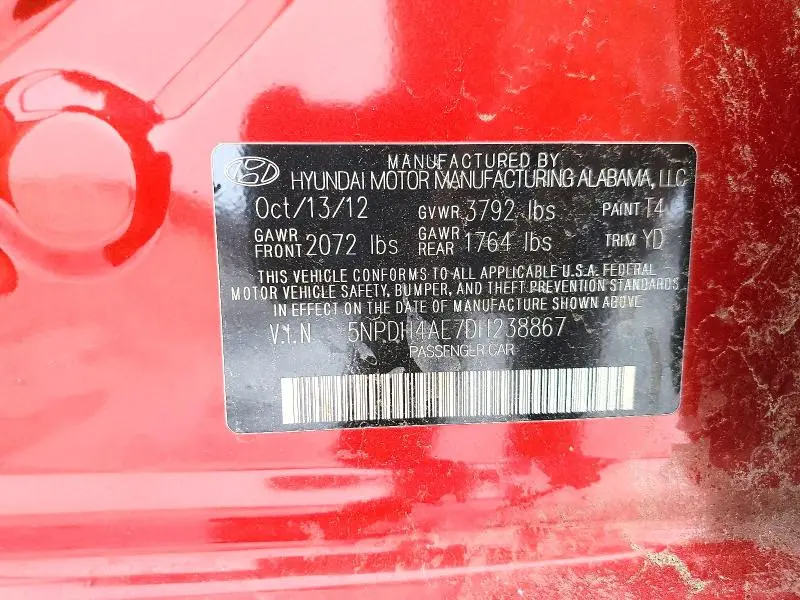 MANUFACTURED BY
HYUNDAI MOTOR MANUFACTURING ALABAMA, LLC
Oct/13/12 GVWR 3792 lbs PAINT T4
GAWR FRONT 2072 lbs GAWR REAR 1764 lbs TRIM YD
THIS VEHICLE CONFORMS TO ALL APPLICABLE U.S.A. FEDERAL
MOTOR VEHICLE SAFETY, BUMPER, AND THEFT PREVENTION STANDARDS
IN EFFECT ON THE DATE OF MANUFACTURE SHOWN ABOVE
V.I.N 5NPDH4AE7DH238867
PASSENGER CAR